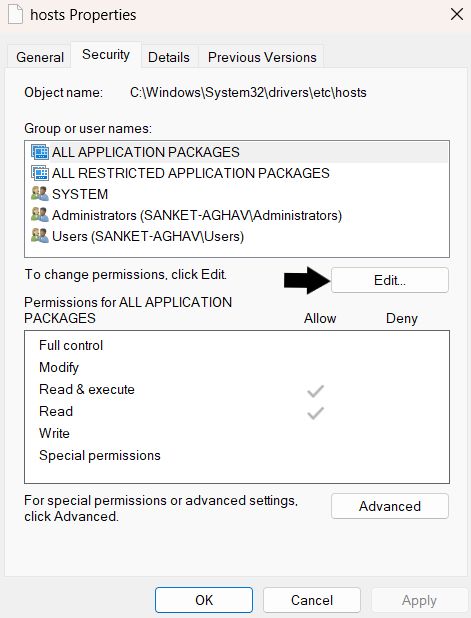 hosts Properties
General Security Details Previous Versions
Object name: C:\Windows\System32\drivers\etc\hosts
Group or user names:
ALL APPLICATION PACKAGES
ALL RESTRICTED APPLICATION PACKAGES
SYSTEM
Administrators (SANKET-AGHAV\Administrators)
Users (SANKET-AGHAV\Users)
To change permissions, click Edit. Edit...
Permissions for ALL APPLICATION
PACKAGES Allow Deny
Full control
Modify
Read & execute
Read
Write
Special permissions
For special permissions or advanced settings,
click Advanced. Advanced
OK Cancel Apply